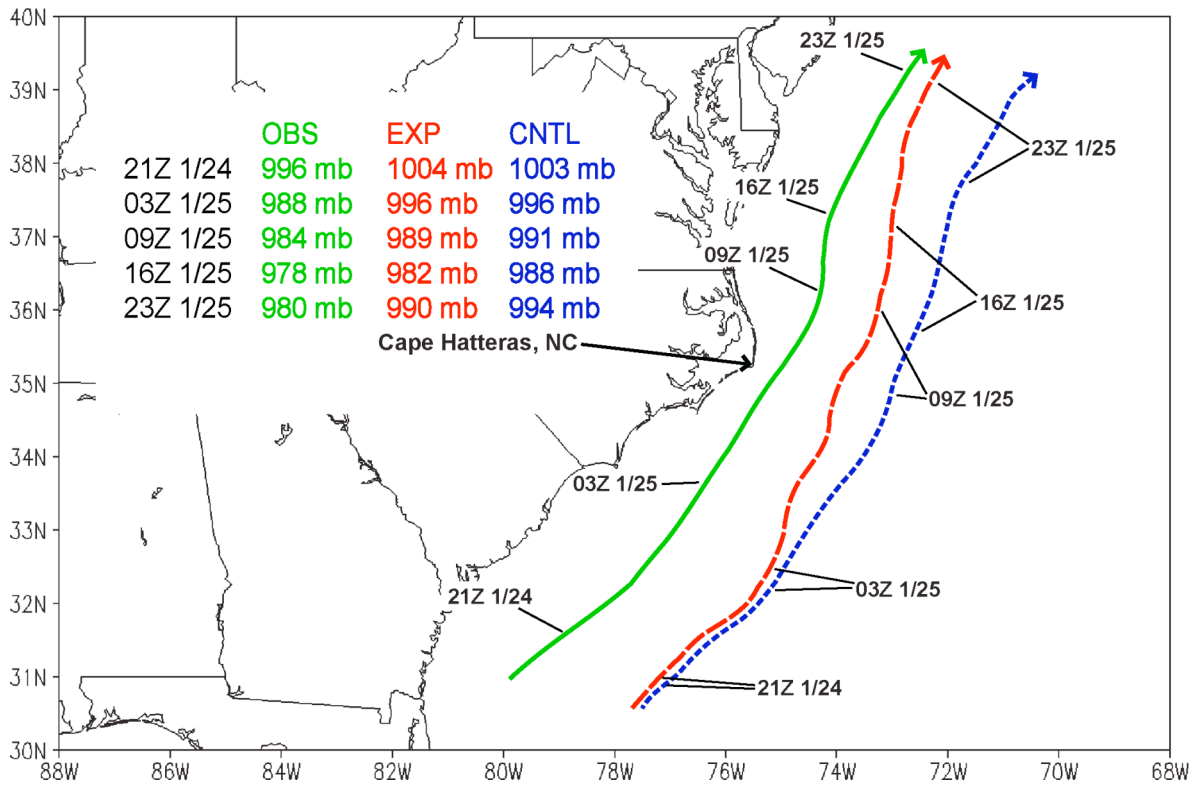 40N
39N
38N
37N
36N
35N
34N
33N
32N
31N
30N
88W 86W 84W 82W 80W 78W 76W 74W 72W 70W 68W
OBS EXP CNTL
21Z 1/24 996 mb 1004 mb 1003 mb
03Z 1/25 988 mb 996 mb 996 mb
09Z 1/25 984 mb 989 mb 991 mb
16Z 1/25 978 mb 982 mb 988 mb
23Z 1/25 980 mb 990 mb 994 mb
Cape Hatteras, NC
23Z 1/25
16Z 1/25
09Z 1/25
03Z 1/25
21Z 1/24
23Z 1/25
16Z 1/25
09Z 1/25
03Z 1/25
21Z 1/24